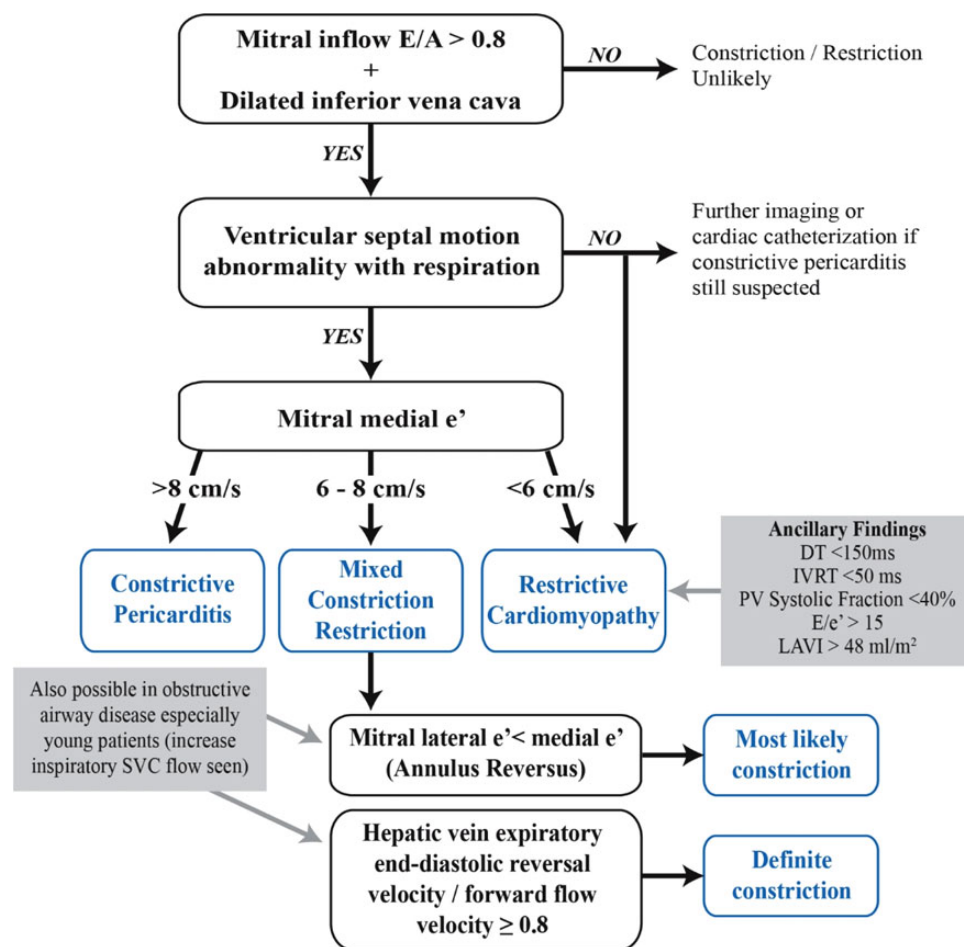 Mitral inflow E/A > 0.8
+
Dilated inferior vena cava
NO
Constriction / Restriction
Unlikely
YES
Ventricular septal motion
abnormality with respiration
NO
Further imaging or
cardiac catheterization if
constrictive pericarditis
still suspected
YES
Mitral medial e’
>8 cm/s
6 - 8 cm/s
<6 cm/s
Constrictive
Pericarditis
Mixed
Constriction
Restriction
Restrictive
Cardiomyopathy
Ancillary Findings
DT <150ms
IVRT <50 ms
PV Systolic Fraction <40%
E/e’ > 15
LAVI > 48 ml/m²
Also possible in obstructive
airway disease especially
young patients (increase
inspiratory SVC flow seen)
Mitral lateral e’< medial e’
(Annulus Reversus)
Most likely
constriction
Hepatic vein expiratory
end-diastolic reversal
velocity / forward flow
velocity ≥ 0.8
Definite
constriction